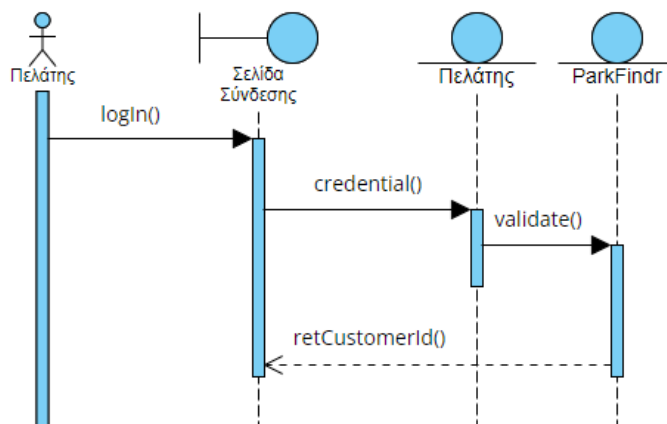 Πελάτης
Σελίδα
Σύνδεσης
Πελάτης
ParkFindr
logIn()
credential()
validate()
retCustomerId()